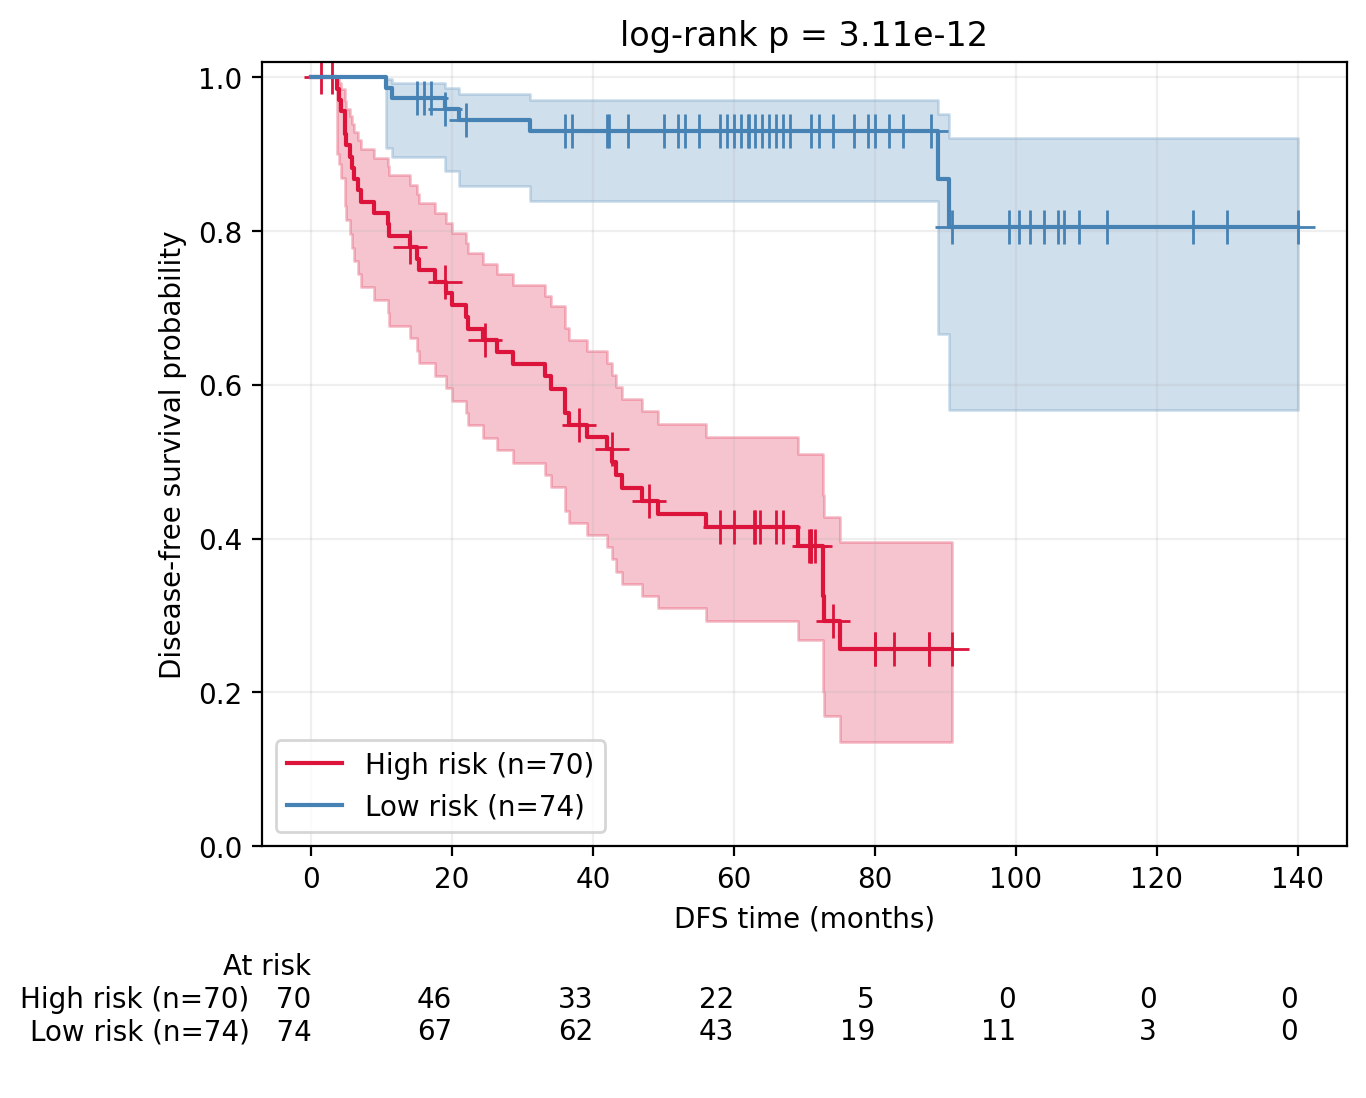 log-rank p = 3.11e-12
Disease-free survival probability
1.0
0.8
0.6
0.4
0.2
0.0
High risk (n=70)
Low risk (n=74)
0 20 40 60 80 100 120 140
DFS time (months)
At risk
High risk (n=70) 70 46 33 22 5 0 0 0
Low risk (n=74) 74 67 62 43 19 11 3 0